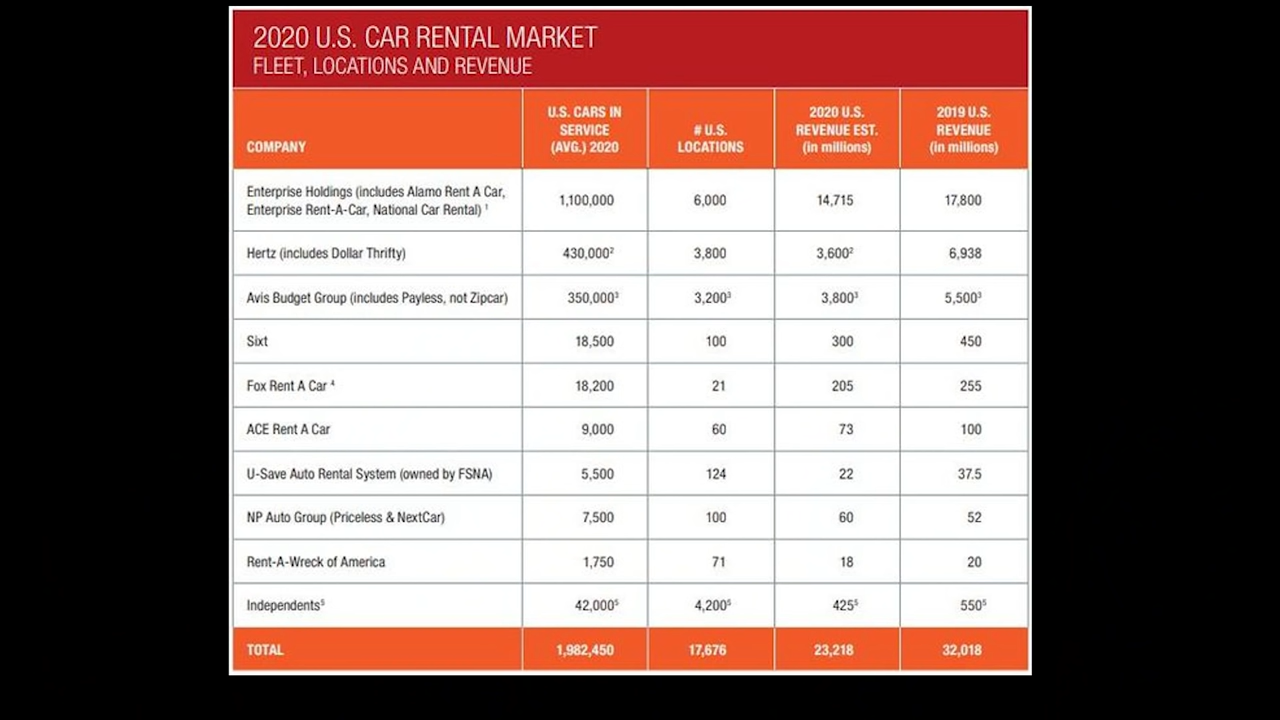 2020 U.S. CAR RENTAL MARKET
FLEET, LOCATIONS AND REVENUE
COMPANY
U.S. CARS IN
SERVICE
(AVG.) 2020
# U.S.
LOCATIONS
2020 U.S.
REVENUE EST.
(in millions)
2019 U.S.
REVENUE
(in millions)
Enterprise Holdings (includes Alamo Rent A Car,
Enterprise Rent-A-Car, National Car Rental) ¹
1,100,000 6,000 14,715 17,800
Hertz (includes Dollar Thrifty) 430,000² 3,800 3,600² 6,938
Avis Budget Group (includes Payless, not Zipcar) 350,000³ 3,200³ 3,800³ 5,500³
Sixt 18,500 100 300 450
Fox Rent A Car ⁴ 18,200 21 205 255
ACE Rent A Car 9,000 60 73 100
U-Save Auto Rental System (owned by FSNA) 5,500 124 22 37.5
NP Auto Group (Priceless & NextCar) 7,500 100 60 52
Rent-A-Wreck of America 1,750 71 18 20
Independents⁵ 42,000⁵ 4,200⁵ 425⁵ 550⁵
TOTAL 1,982,450 17,676 23,218 32,018